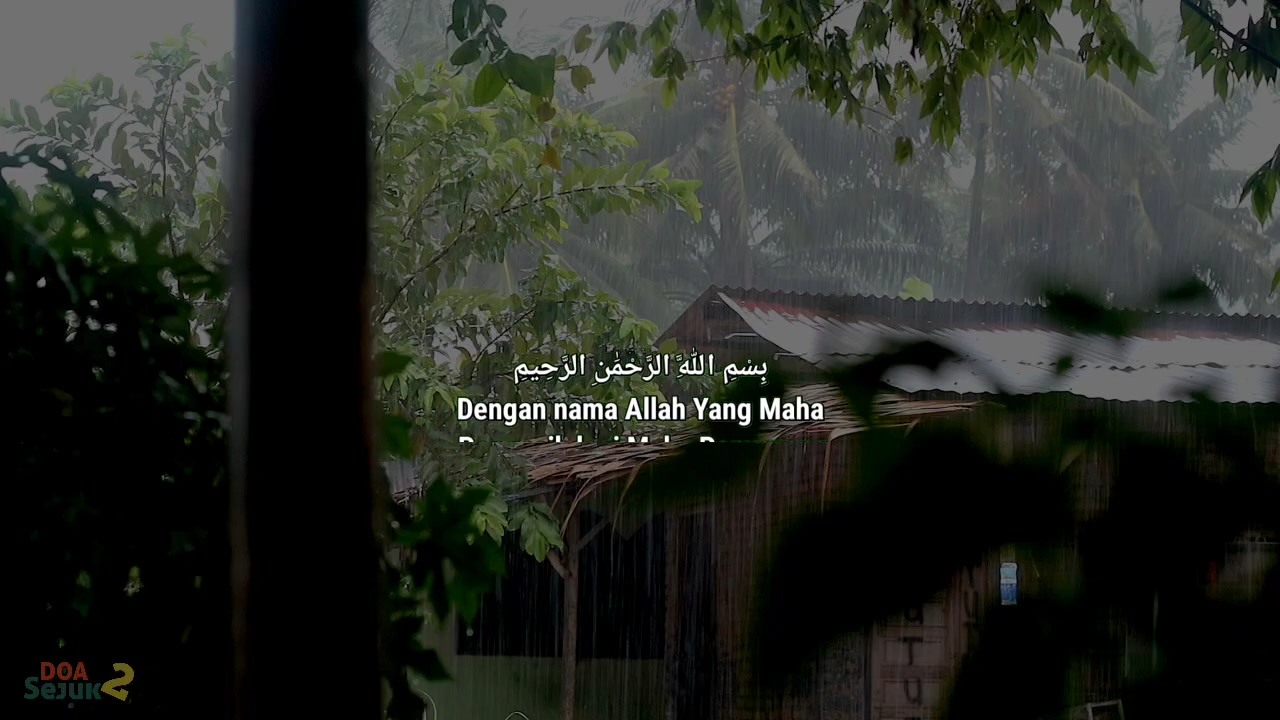 بِسْمِ اللّٰهِ الرَّحْمٰنِ الرَّحِيمِ
Dengan nama Allah Yang Maha
DOA
Sejuk2